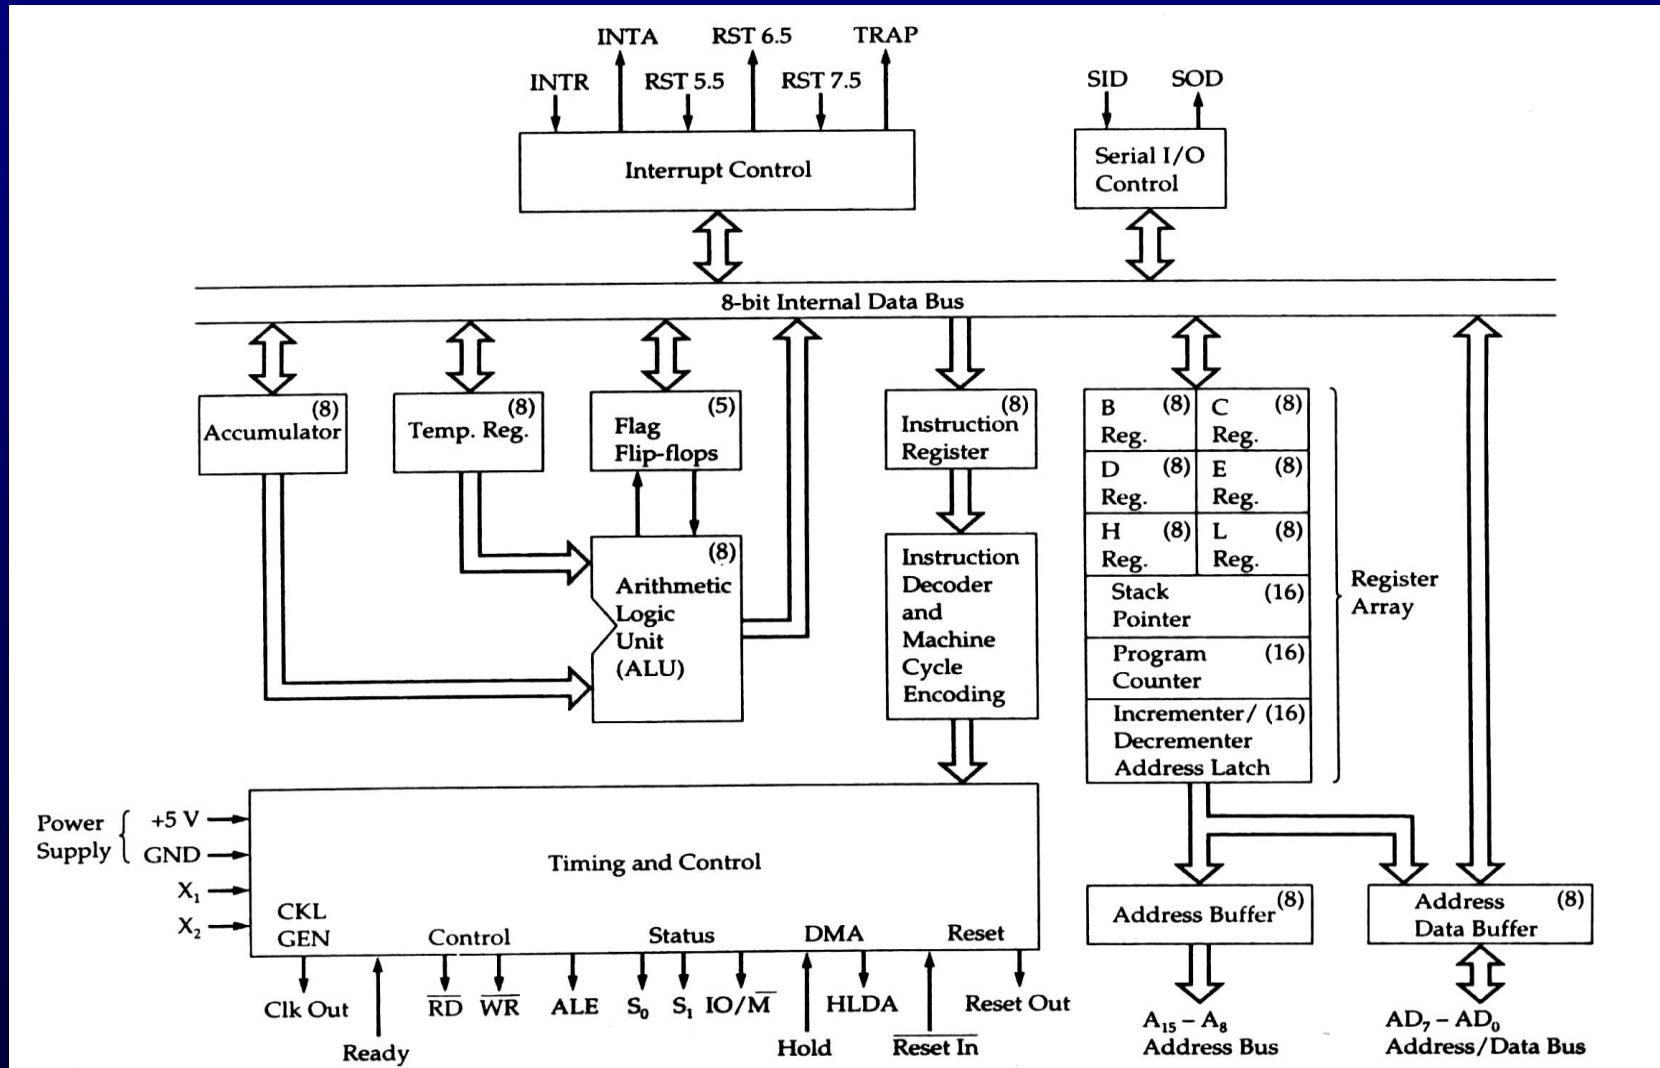 INTA RST 6.5 TRAP
INTR RST 5.5 RST 7.5
SID SOD
Interrupt Control
Serial I/O
Control
8-bit Internal Data Bus
(8)
Accumulator
(8)
Temp. Reg.
(5)
Flag
Flip-flops
(8)
Instruction
Register
B (8)
Reg.
C (8)
Reg.
D (8)
Reg.
E (8)
Reg.
H (8)
Reg.
L (8)
Reg.
Stack (16)
Pointer
Program (16)
Counter
Incrementer/ (16)
Decrementer
Address Latch
Register
Array
(8)
Arithmetic
Logic
Unit
(ALU)
Instruction
Decoder
and
Machine
Cycle
Encoding
Power
Supply
+5 V
GND
X₁
X₂
Timing and Control
CKL
GEN
Control
Status
DMA
Reset
Clk Out
Ready
R̅D̅
W̅R̅
ALE
S₀
S₁
IO/M̅
Hold
HLDA
R̅e̅s̅e̅t̅ I̅n̅
Reset Out
Address Buffer (8)
Address (8)
Data Buffer
A₁₅ – A₈
Address Bus
AD₇ – AD₀
Address/Data Bus